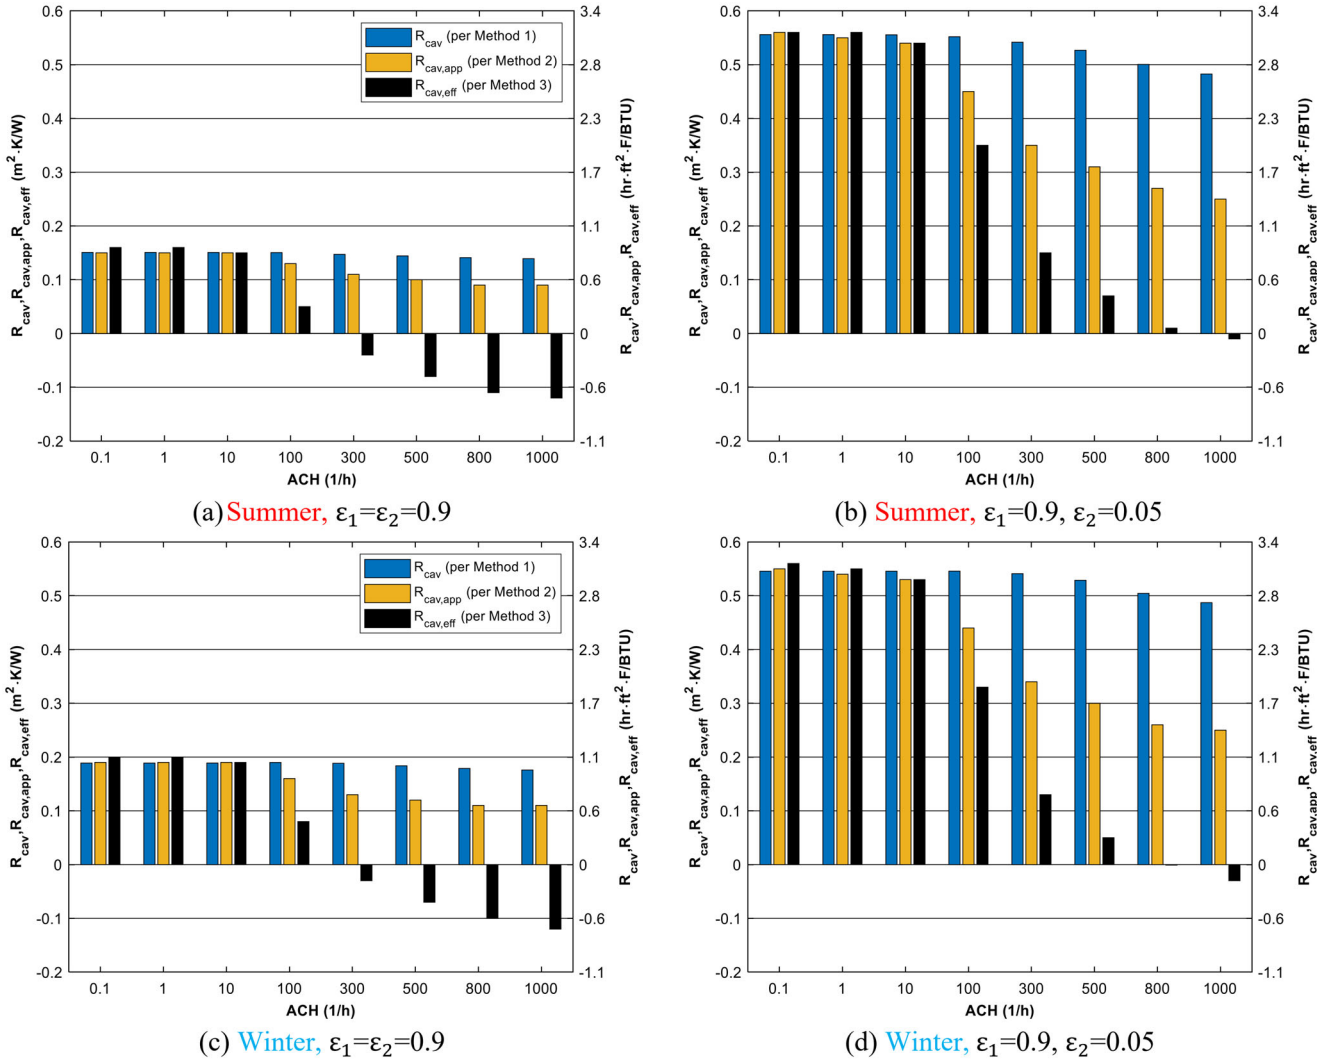 0.6
0.5
0.4
0.3
0.2
0.1
0
-0.1
-0.2
R_cav,R_cav,app,R_cav,eff (m²·K/W)
R_cav (per Method 1)
R_cav,app (per Method 2)
R_cav,eff (per Method 3)
3.4
2.8
2.3
1.7
1.1
0.6
0
-0.6
-1.1
R_cav,R_cav,app,R_cav,eff (hr·ft²·F/BTU)
0.1 1 10 100 300 500 800 1000
ACH (1/h)
(a) Summer, ε₁=ε₂=0.9
0.6
0.5
0.4
0.3
0.2
0.1
0
-0.1
-0.2
R_cav,R_cav,app,R_cav,eff (m²·K/W)
3.4
2.8
2.3
1.7
1.1
0.6
0
-0.6
-1.1
R_cav,R_cav,app,R_cav,eff (hr·ft²·F/BTU)
0.1 1 10 100 300 500 800 1000
ACH (1/h)
(b) Summer, ε₁=0.9, ε₂=0.05
0.6
0.5
0.4
0.3
0.2
0.1
0
-0.1
-0.2
R_cav,R_cav,app,R_cav,eff (m²·K/W)
R_cav (per Method 1)
R_cav,app (per Method 2)
R_cav,eff (per Method 3)
3.4
2.8
2.3
1.7
1.1
0.6
0
-0.6
-1.1
R_cav,R_cav,app,R_cav,eff (hr·ft²·F/BTU)
0.1 1 10 100 300 500 800 1000
ACH (1/h)
(c) Winter, ε₁=ε₂=0.9
0.6
0.5
0.4
0.3
0.2
0.1
0
-0.1
-0.2
R_cav,R_cav,app,R_cav,eff (m²·K/W)
3.4
2.8
2.3
1.7
1.1
0.6
0
-0.6
-1.1
R_cav,R_cav,app,R_cav,eff (hr·ft²·F/BTU)
0.1 1 10 100 300 500 800 1000
ACH (1/h)
(d) Winter, ε₁=0.9, ε₂=0.05